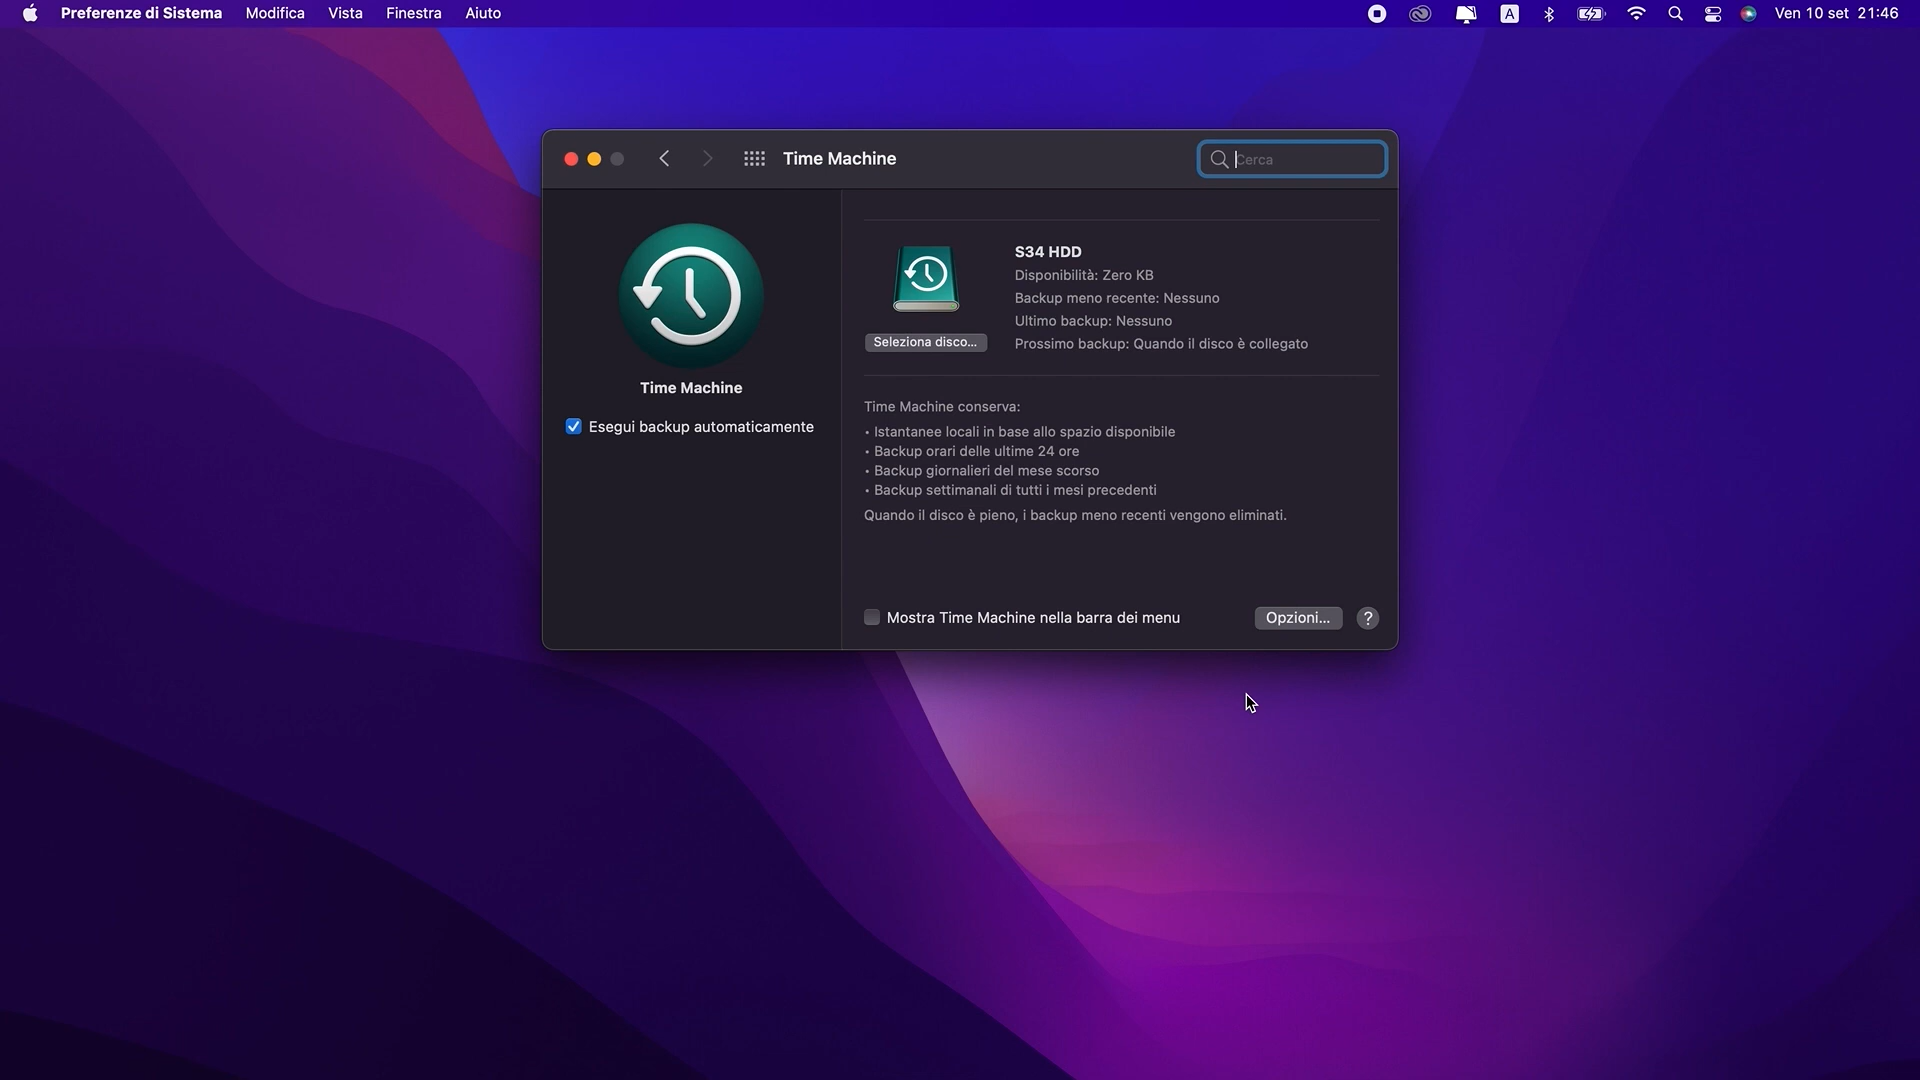 Preferenze di Sistema Modifica Vista Finestra Aiuto A Ven 10 set 21:46
Time Machine
Cerca
S34 HDD
Disponibilità: Zero KB
Backup meno recente: Nessuno
Ultimo backup: Nessuno
Prossimo backup: Quando il disco è collegato
Seleziona disco...
Time Machine
Esegui backup automaticamente
Time Machine conserva:
• Istantanee locali in base allo spazio disponibile
• Backup orari delle ultime 24 ore
• Backup giornalieri del mese scorso
• Backup settimanali di tutti i mesi precedenti
Quando il disco è pieno, i backup meno recenti vengono eliminati.
Mostra Time Machine nella barra dei menu
Opzioni... ?